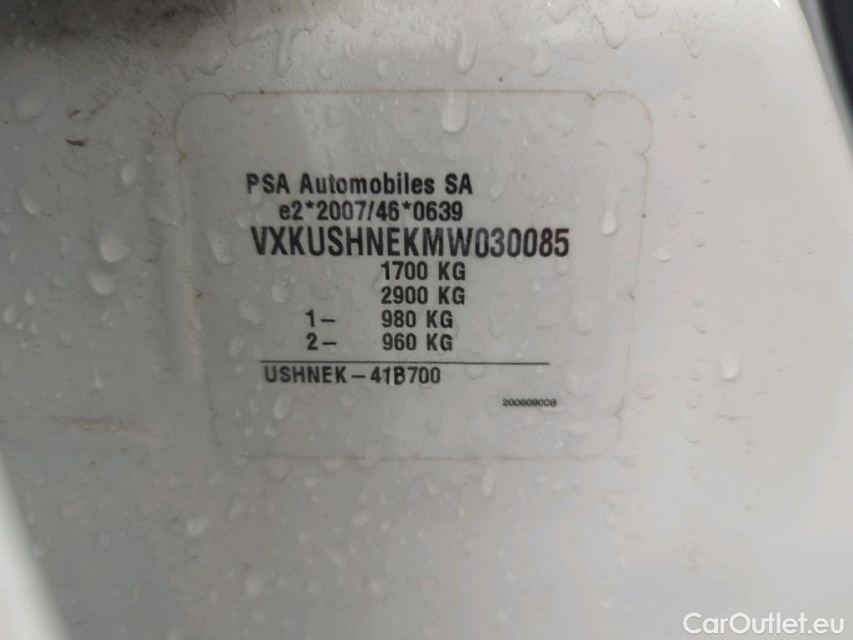 PSA Automobiles SA
e2*2007/46*0639
VXKUSHNEKMW030085
1700 KG
2900 KG
1- 980 KG
2- 960 KG
USHNEK-41B700
200609008
CarOutlet.eu